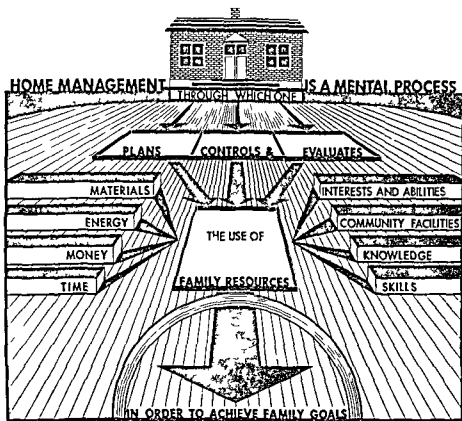 HOME MANAGEMENT IS A MENTAL PROCESS
THROUGH WHICH ONE
PLANS CONTROLS & EVALUATES
MATERIALS
ENERGY
MONEY
TIME
THE USE OF
FAMILY RESOURCES
INTERESTS AND ABILITIES
COMMUNITY FACILITIES
KNOWLEDGE
SKILLS
IN ORDER TO ACHIEVE FAMILY GOALS